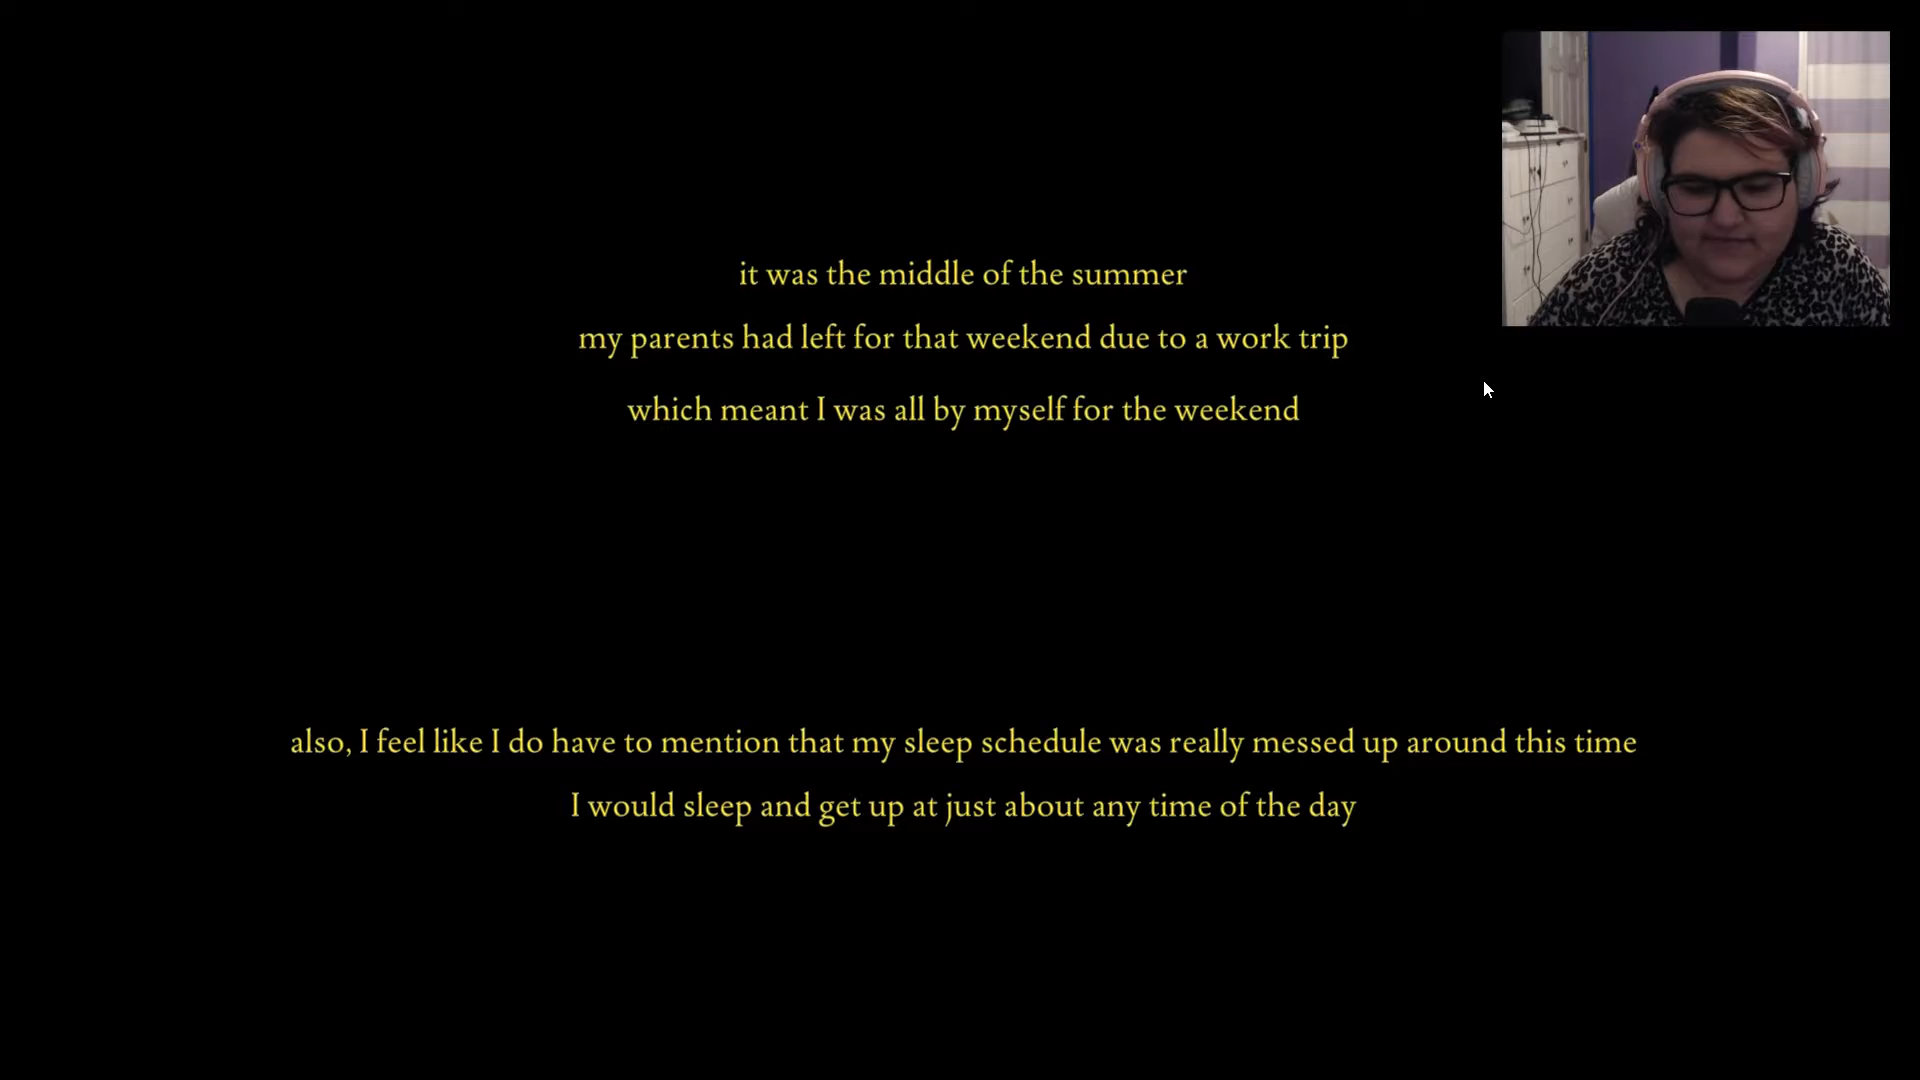 it was the middle of the summer
my parents had left for that weekend due to a work trip
which meant I was all by myself for the weekend
also, I feel like I do have to mention that my sleep schedule was really messed up around this time
I would sleep and get up at just about any time of the day